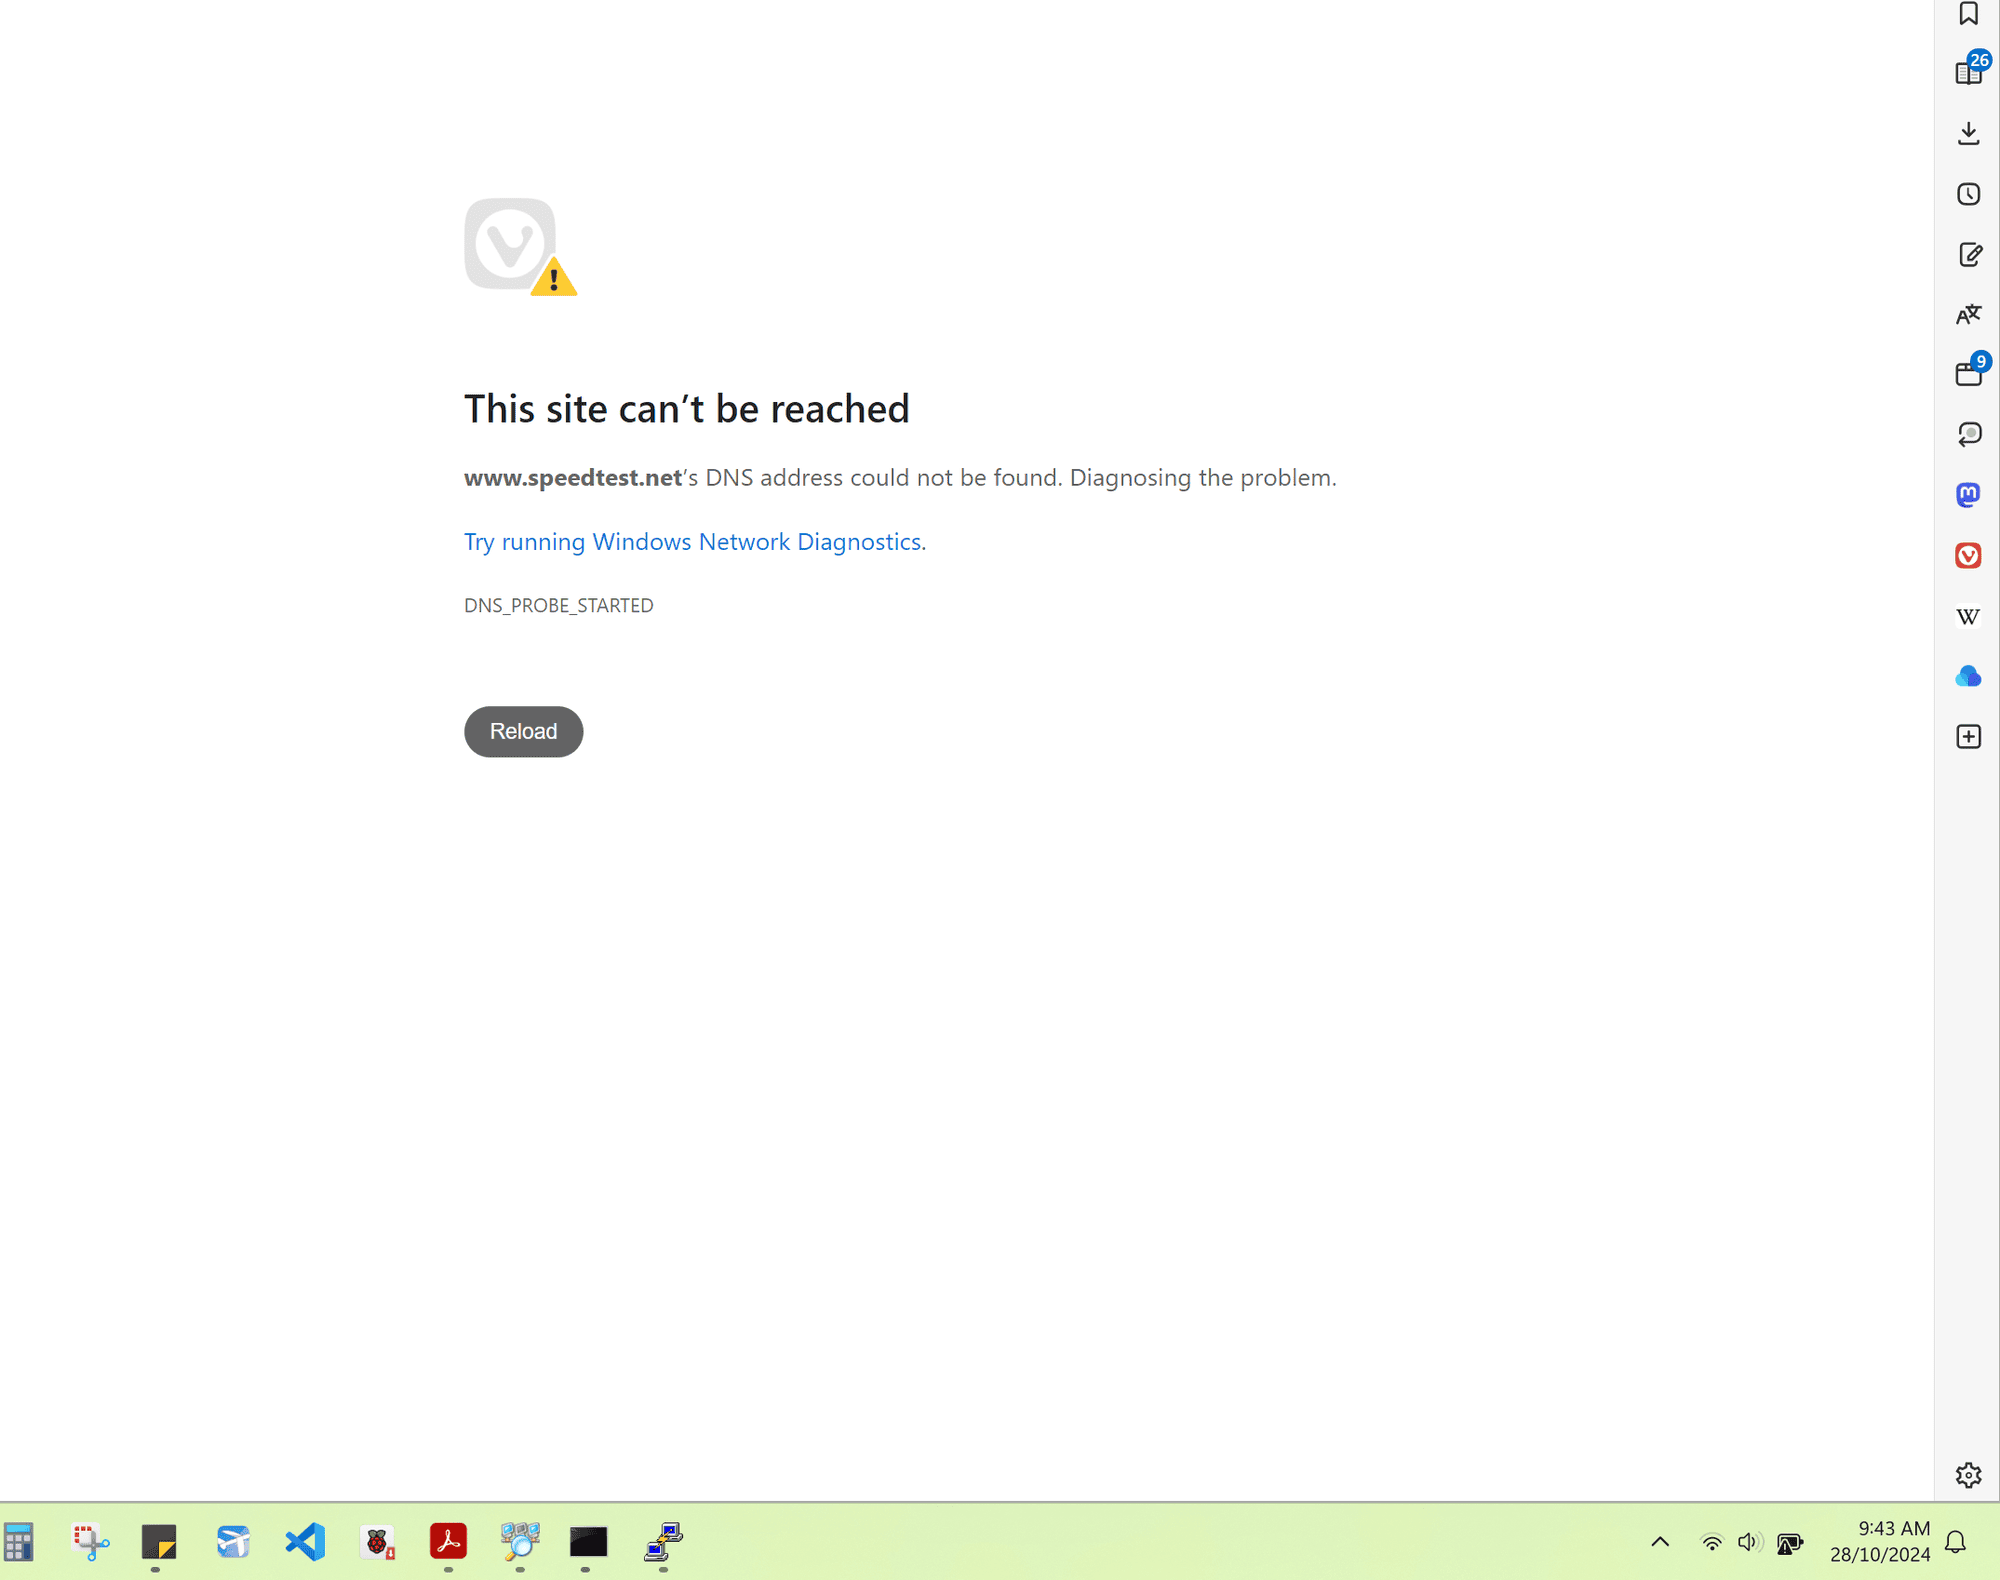 26
9
This site can’t be reached
www.speedtest.net’s DNS address could not be found. Diagnosing the problem.
Try running Windows Network Diagnostics.
DNS_PROBE_STARTED
Reload
W
9:43 AM
28/10/2024